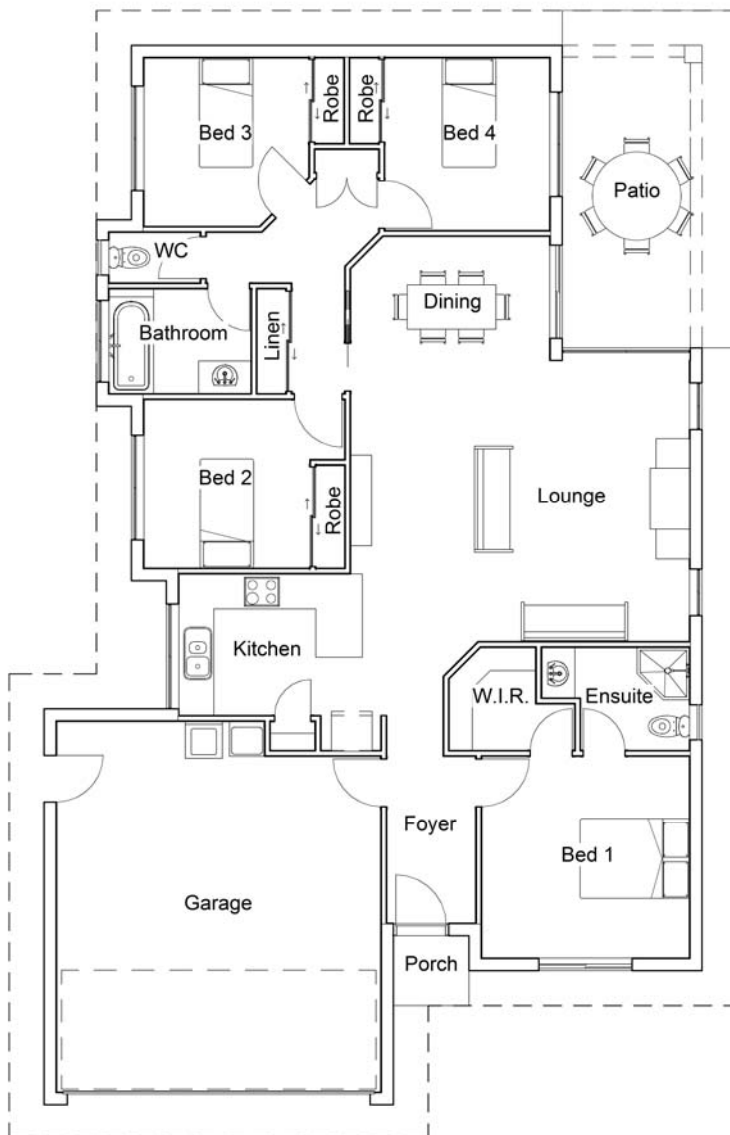 Bed 3
Robe
Robe
Bed 4
Patio
WC
Bathroom
Linen
Dining
Bed 2
Robe
Lounge
Kitchen
W.I.R.
Ensuite
Foyer
Bed 1
Garage
Porch